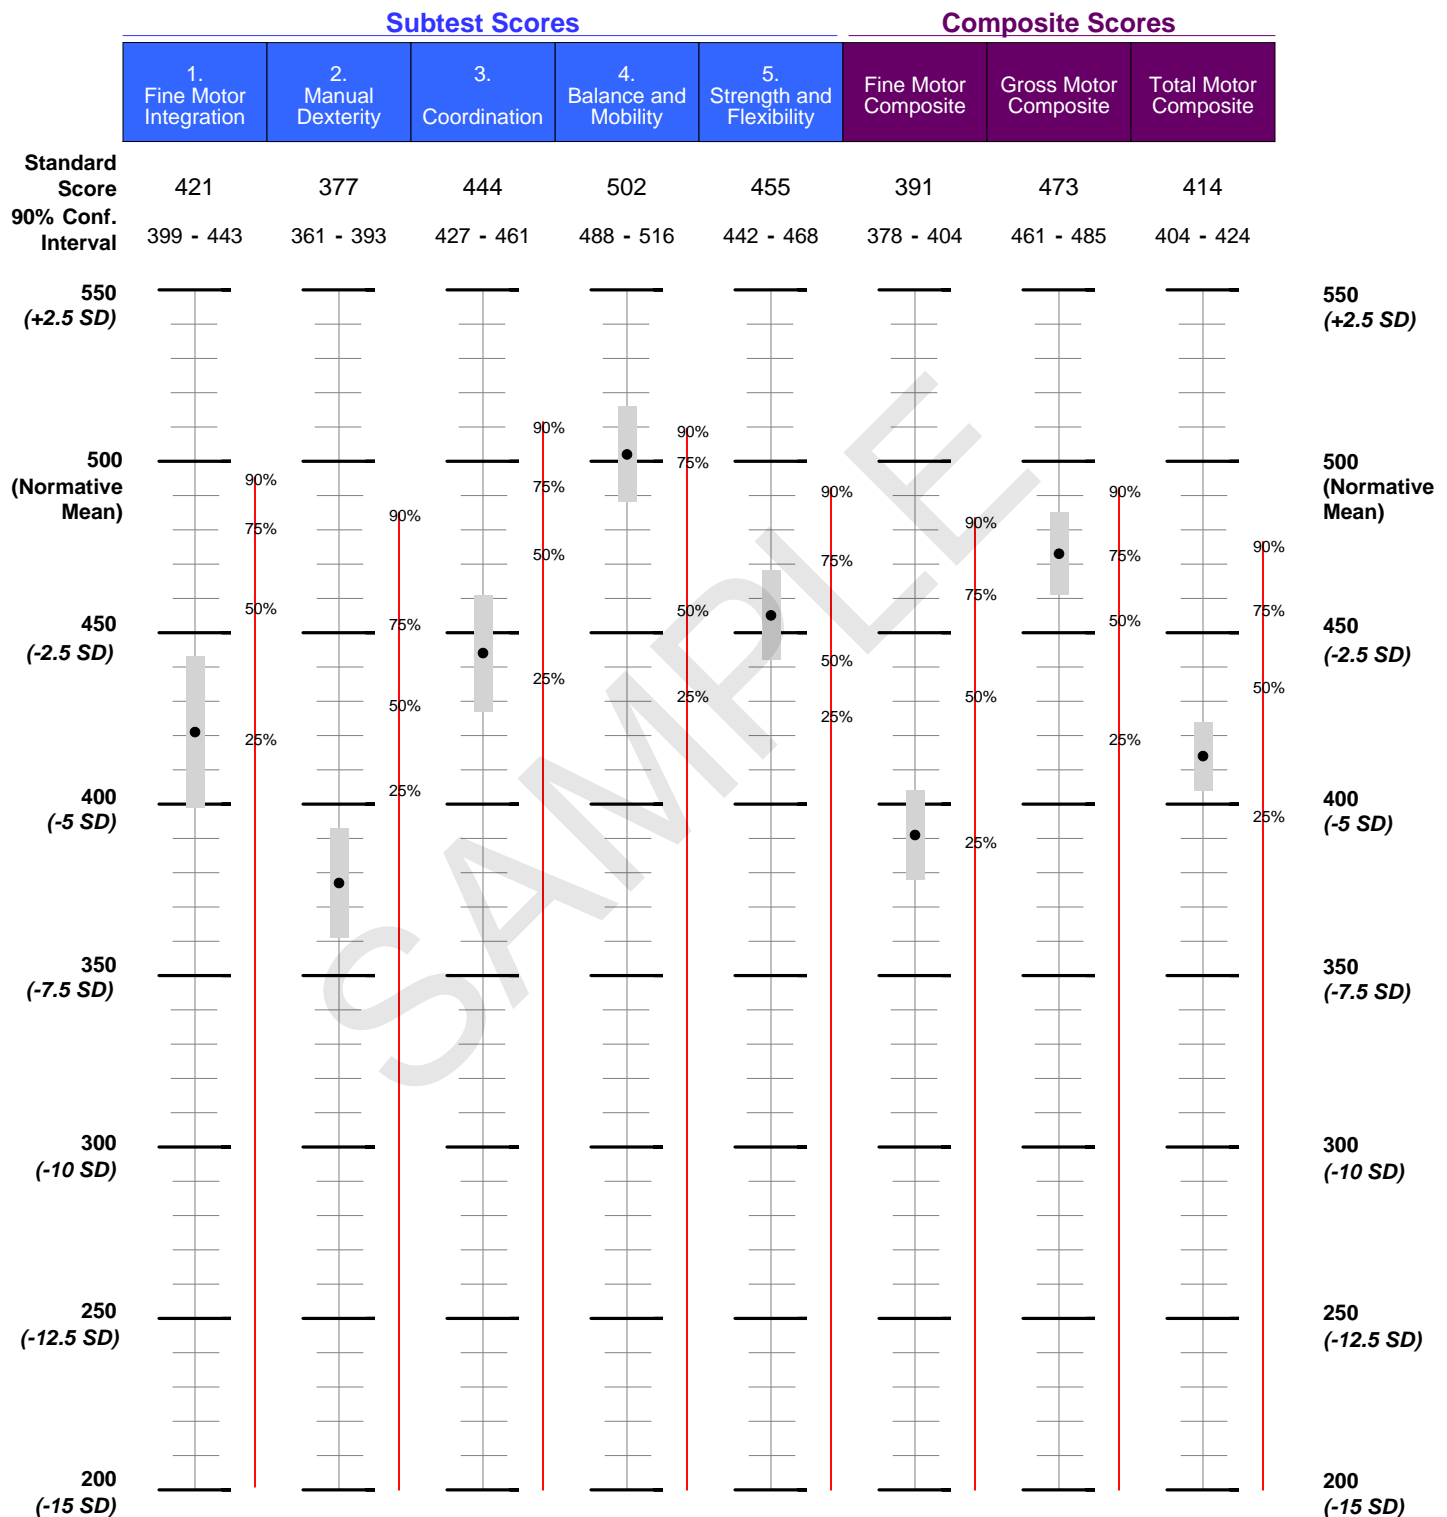 Subtest Scores
Composite Scores
1.
Fine Motor
Integration
2.
Manual
Dexterity
3.
Coordination
4.
Balance and
Mobility
5.
Strength and
Flexibility
Fine Motor
Composite
Gross Motor
Composite
Total Motor
Composite
Standard
Score
421 377 444 502 455 391 473 414
90% Conf.
Interval
399 - 443 361 - 393 427 - 461 488 - 516 442 - 468 378 - 404 461 - 485 404 - 424
550
(+2.5 SD)
500
(Normative
Mean)
450
(-2.5 SD)
400
(-5 SD)
350
(-7.5 SD)
300
(-10 SD)
250
(-12.5 SD)
200
(-15 SD)
90%
75%
50%
25%
90%
75%
50%
25%
90%
75%
50%
25%
90%
75%
50%
25%
90%
75%
50%
25%
90%
75%
50%
25%
90%
75%
50%
25%
90%
75%
50%
25%
550
(+2.5 SD)
500
(Normative
Mean)
450
(-2.5 SD)
400
(-5 SD)
350
(-7.5 SD)
300
(-10 SD)
250
(-12.5 SD)
200
(-15 SD)
SAMPLE